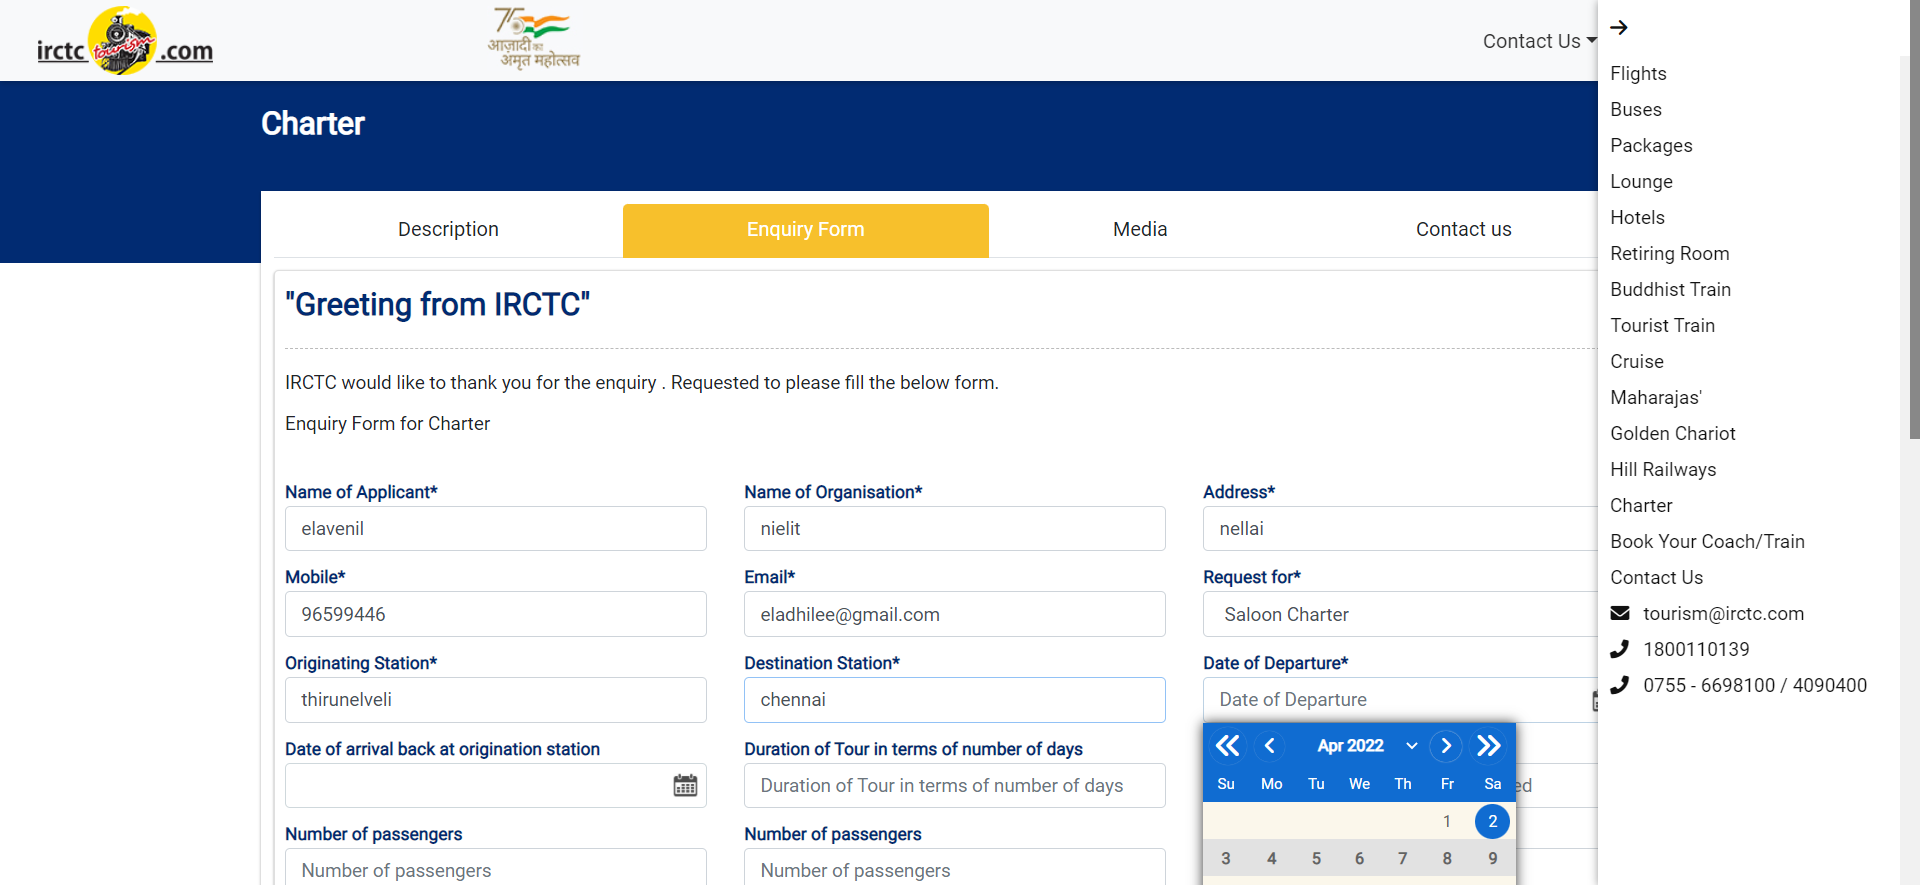 irctc tourism .com
75
आज़ादी का
अमृत महोत्सव
Contact Us
Charter
Description
Enquiry Form
Media
Contact us
"Greeting from IRCTC"
IRCTC would like to thank you for the enquiry . Requested to please fill the below form.
Enquiry Form for Charter
Name of Applicant* Name of Organisation* Address*
elavenil nielit nellai
Mobile* Email* Request for*
96599446 eladhilee@gmail.com Saloon Charter
Originating Station* Destination Station* Date of Departure*
thirunelveli chennai Date of Departure
Apr 2022
Su Mo Tu We Th Fr Sa
1 2
3 4 5 6 7 8 9
Date of arrival back at origination station Duration of Tour in terms of number of days
Duration of Tour in terms of number of days
Number of passengers Number of passengers
Number of passengers Number of passengers
Flights
Buses
Packages
Lounge
Hotels
Retiring Room
Buddhist Train
Tourist Train
Cruise
Maharajas'
Golden Chariot
Hill Railways
Charter
Book Your Coach/Train
Contact Us
tourism@irctc.com
1800110139
0755 - 6698100 / 4090400